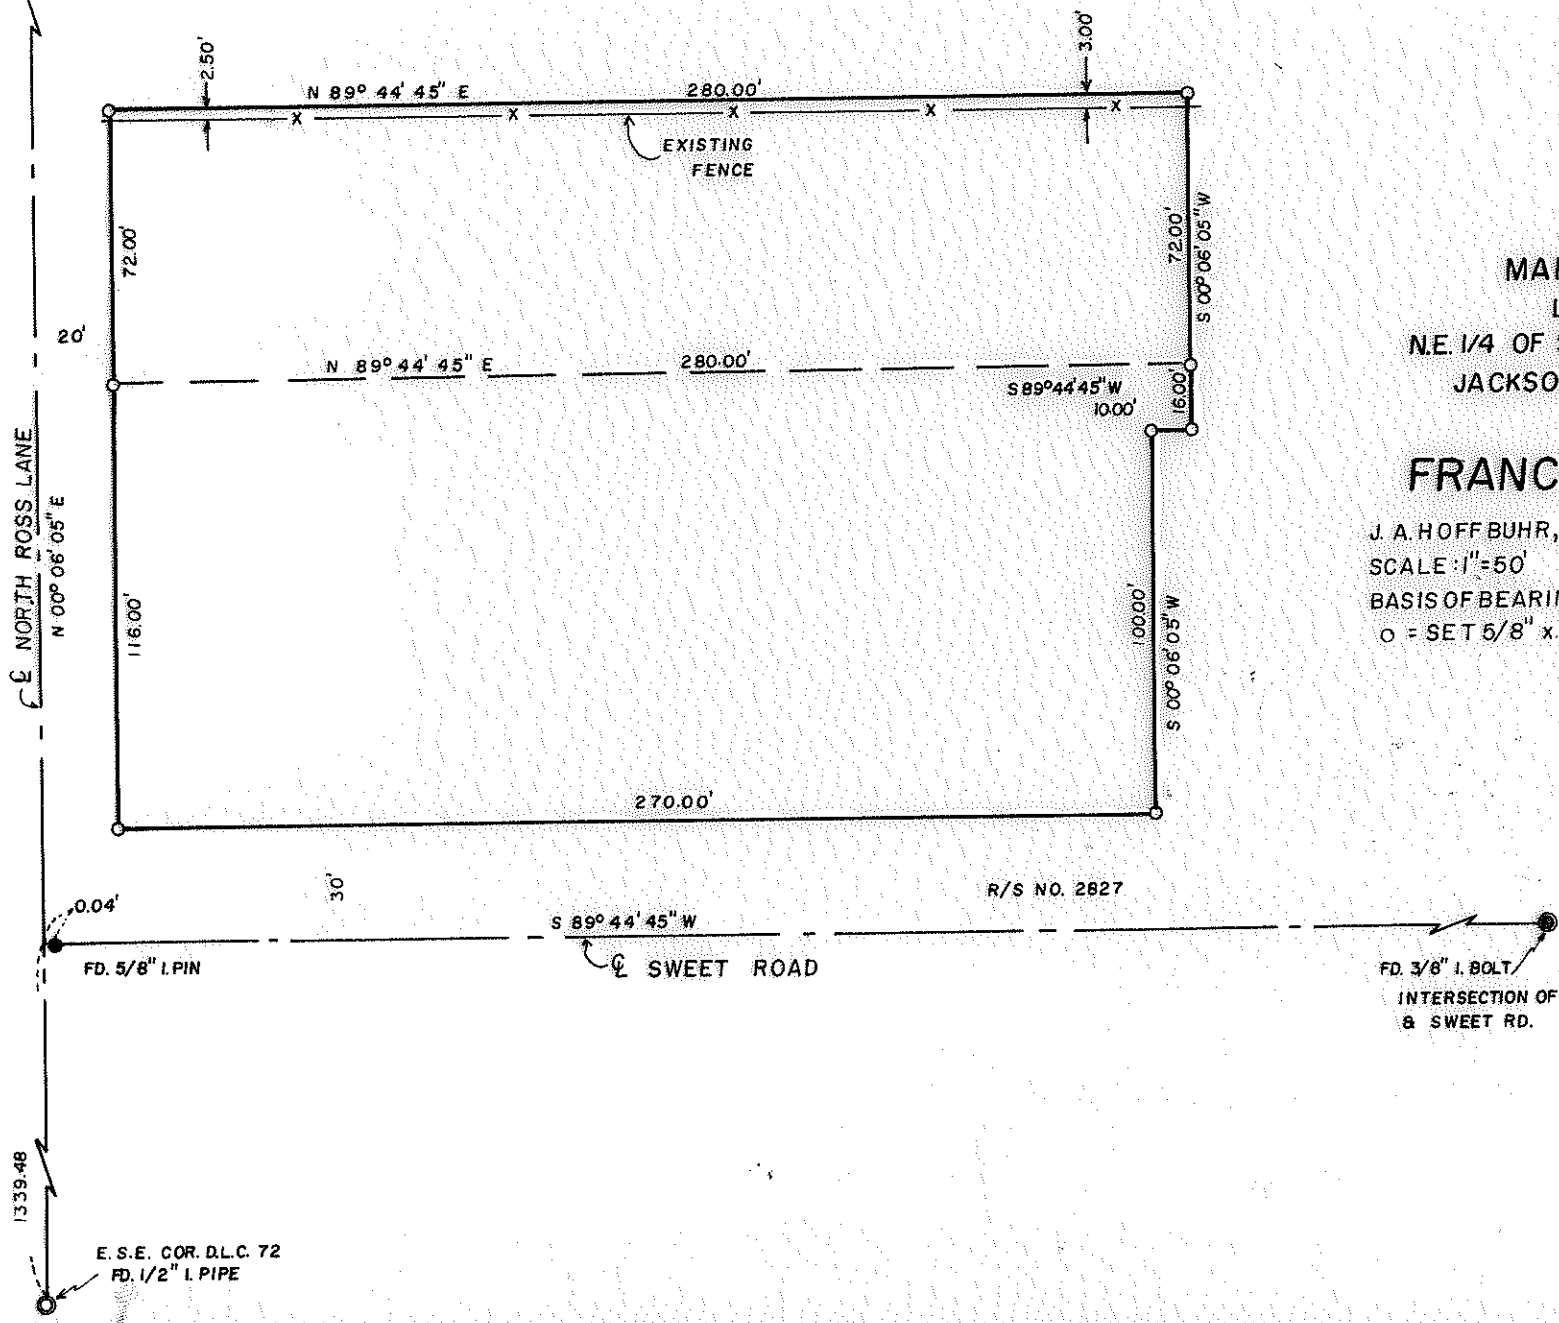 2.50'
3.00'
N 89° 44' 45" E
280.00'
EXISTING
FENCE
72.00'
72.00'
S 00° 06' 05" W
20'
N 89° 44' 45" E
280.00'
S 89° 44' 45" W
10.00'
16.00'
N.E. 1/4 OF
JACKSO
FRANC
J. A. HOFFBUHR,
SCALE: 1"=50'
BASIS OF BEARI
O = SET 5/8" x
℄ NORTH ROSS LANE
N 00° 06' 05" E
116.00'
100.00'
S 00° 06' 05" W
270.00'
30'
R/S NO. 2827
0.04'
S 89° 44' 45" W
FD. 5/8" I. PIN
℄ SWEET ROAD
FD. 3/8" I. BOLT
INTERSECTION OF
& SWEET RD.
1339.48
E. S.E. COR. D.L.C. 72
FD. 1/2" I. PIPE